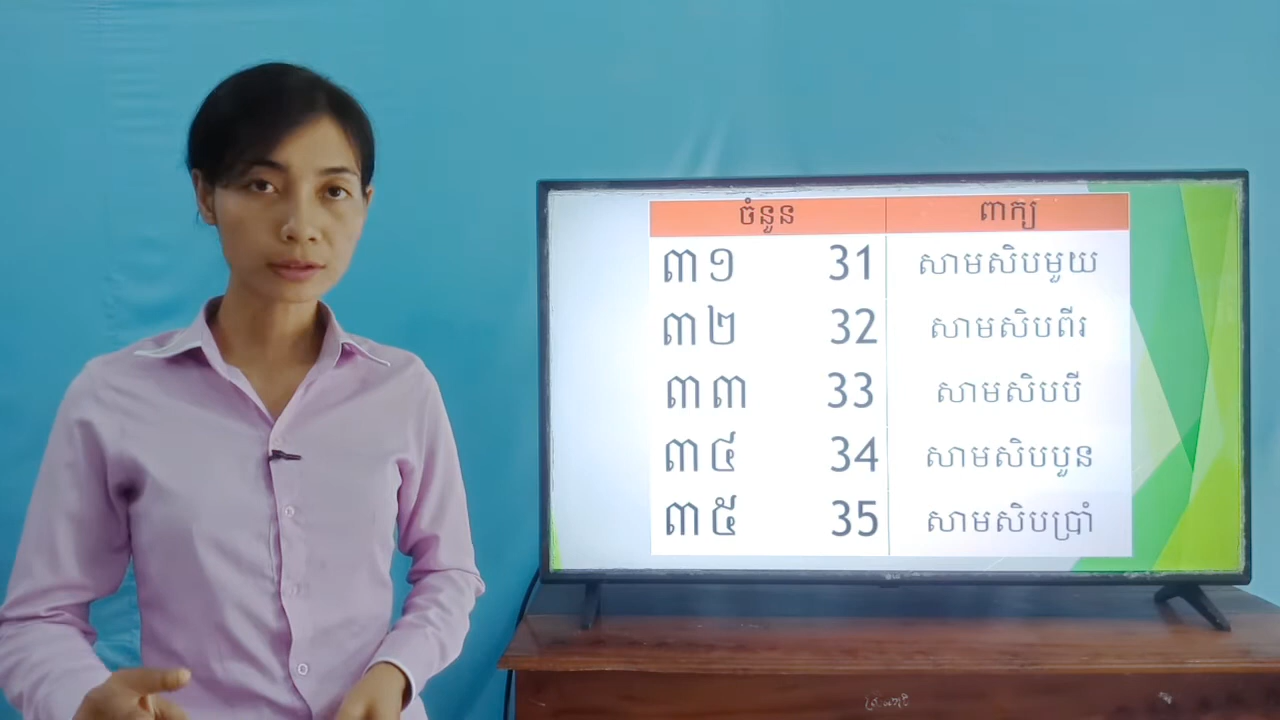 ចំនួន ពាក្យ
៣១ 31 សាមសិបមួយ
៣២ 32 សាមសិបពីរ
៣៣ 33 សាមសិបបី
៣៤ 34 សាមសិបបួន
៣៥ 35 សាមសិបប្រាំ
LG